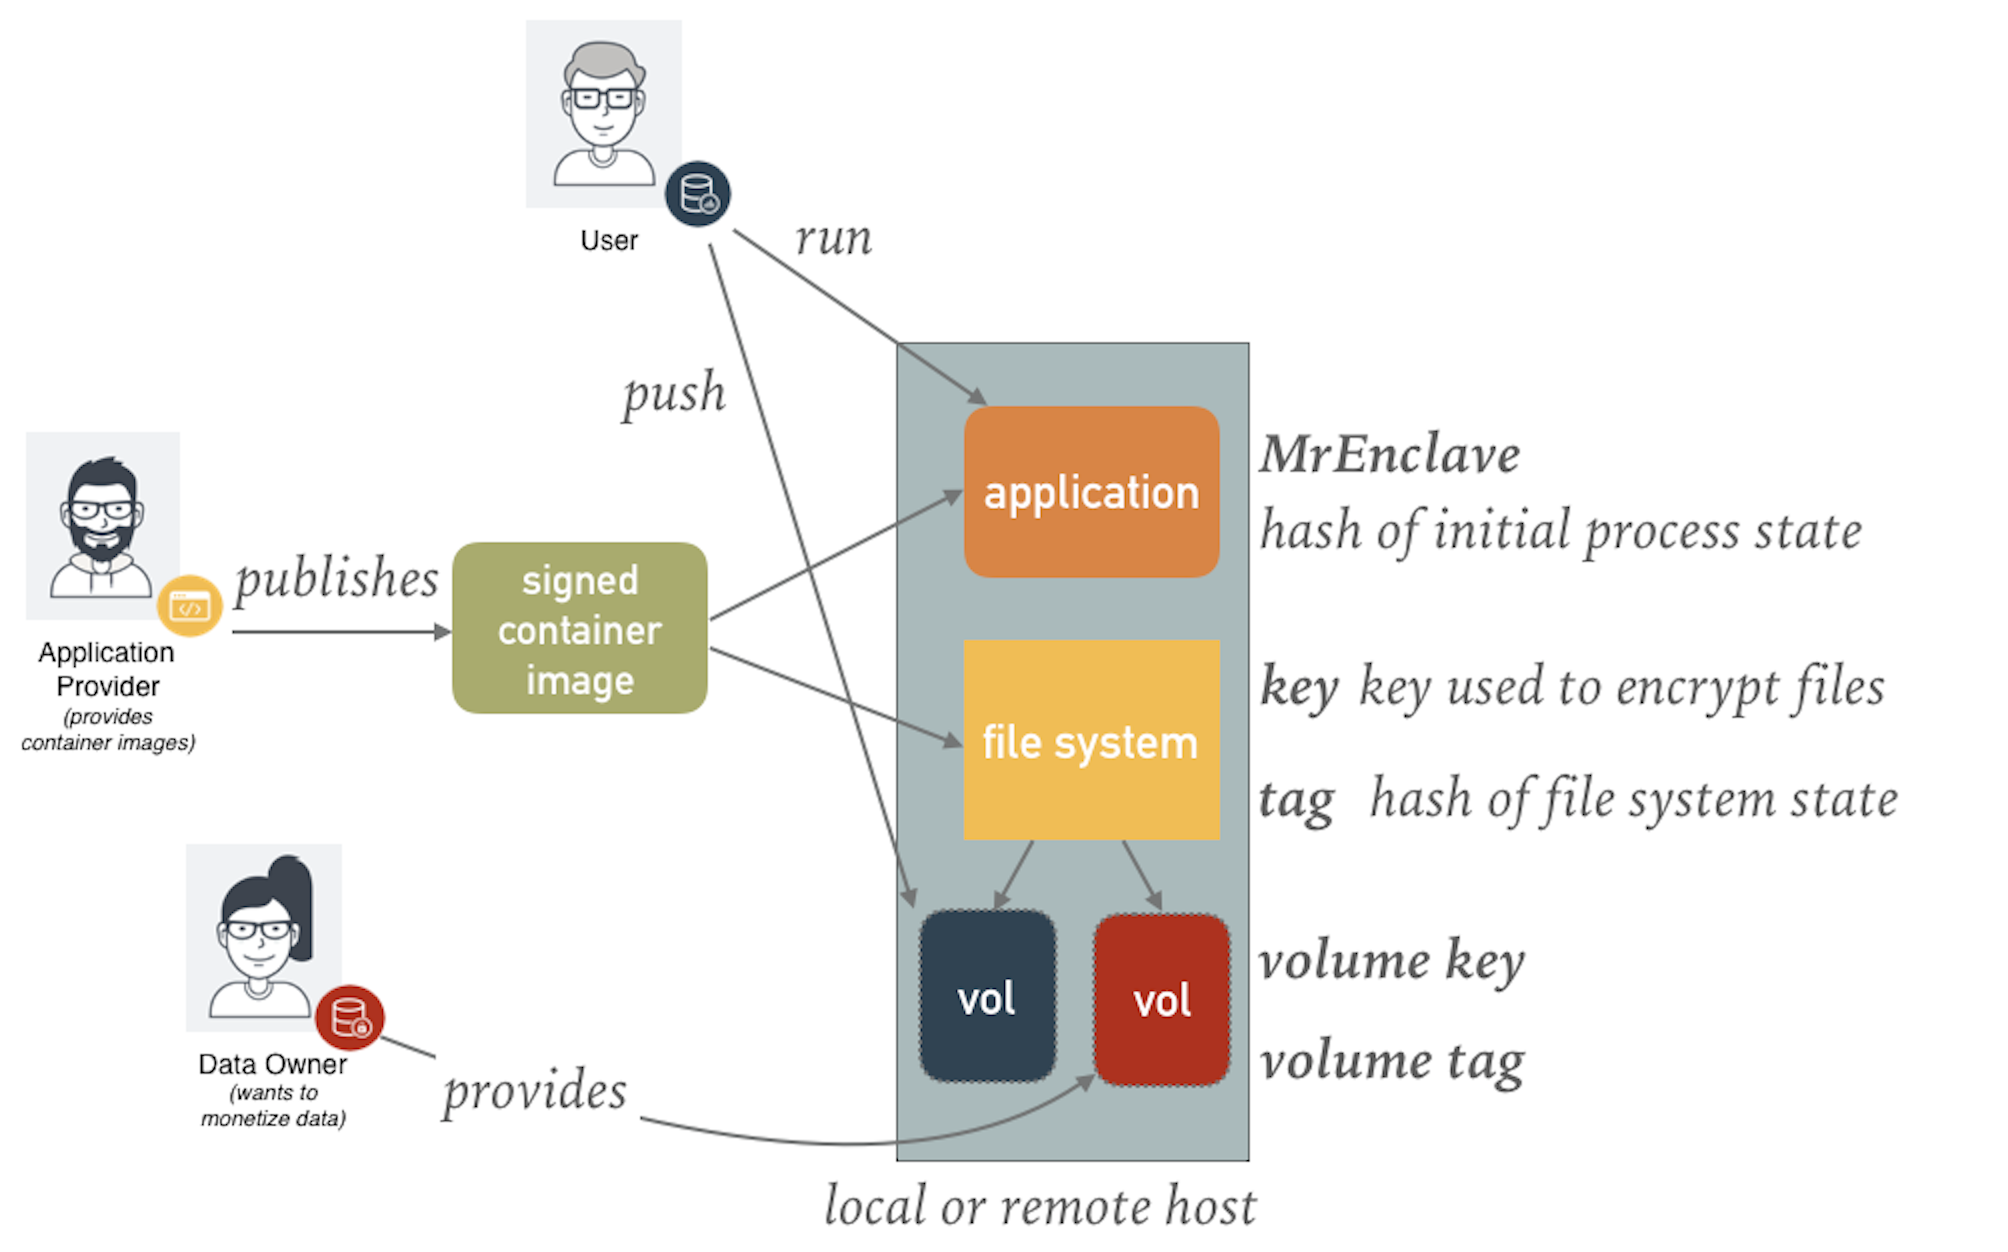 User
run
push
application
MrEnclave
hash of initial process state
publishes
signed
container
image
Application
Provider
(provides
container images)
file system
key key used to encrypt files
tag hash of file system state
vol
vol
volume key
volume tag
Data Owner
(wants to
monetize data)
provides
local or remote host